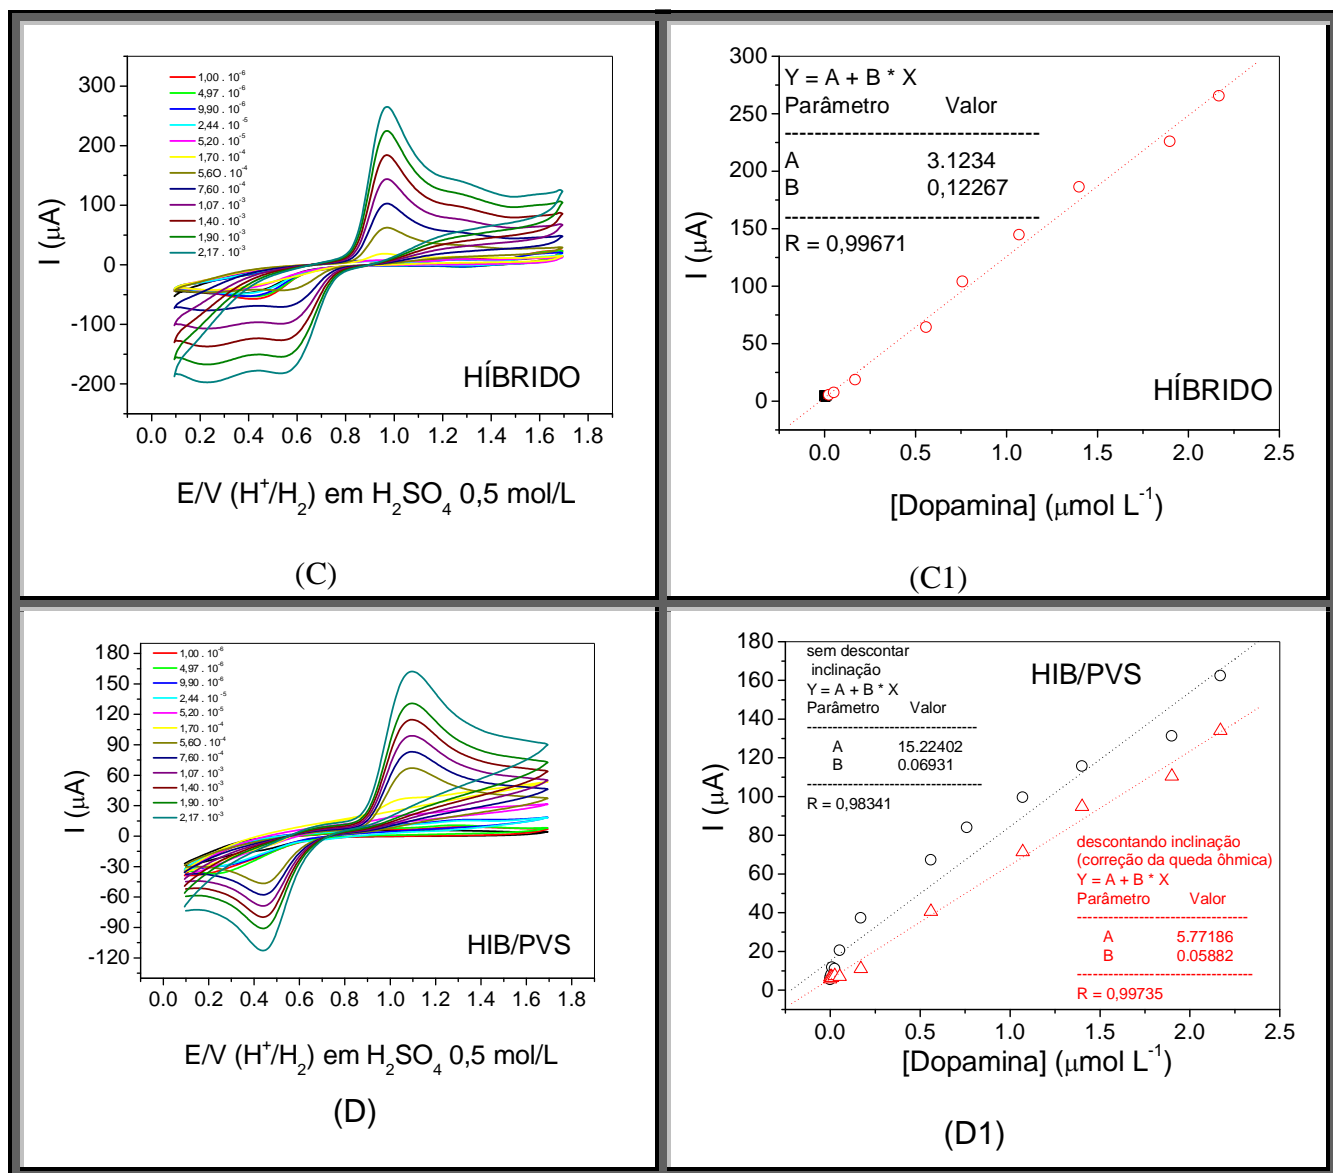 300
200
100
0
-100
-200
I (μA)
1,00 . 10⁻⁶
4,97 . 10⁻⁶
9,90 . 10⁻⁶
2,44 . 10⁻⁵
5,20 . 10⁻⁵
1,70 . 10⁻⁴
5,6O . 10⁻⁴
7,60 . 10⁻⁴
1,07 . 10⁻³
1,40 . 10⁻³
1,90 . 10⁻³
2,17 . 10⁻³
HÍBRIDO
0.0 0.2 0.4 0.6 0.8 1.0 1.2 1.4 1.6 1.8
E/V (H⁺/H₂) em H₂SO₄ 0,5 mol/L
(C)
300
250
200
150
100
50
0
I (μA)
Y = A + B * X
Parâmetro Valor
---------------------------------------
A 3.1234
B 0,12267
---------------------------------------
R = 0,99671
HÍBRIDO
0.0 0.5 1.0 1.5 2.0 2.5
[Dopamina] (μmol L⁻¹)
(C1)
180
150
120
90
60
30
0
-30
-60
-90
-120
I (μA)
1,00 . 10⁻⁶
4,97 . 10⁻⁶
9,90 . 10⁻⁶
2,44 . 10⁻⁵
5,20 . 10⁻⁵
1,70 . 10⁻⁴
5,6O . 10⁻⁴
7,60 . 10⁻⁴
1,07 . 10⁻³
1,40 . 10⁻³
1,90 . 10⁻³
2,17 . 10⁻³
HIB/PVS
0.0 0.2 0.4 0.6 0.8 1.0 1.2 1.4 1.6 1.8
E/V (H⁺/H₂) em H₂SO₄ 0,5 mol/L
(D)
180
160
140
120
100
80
60
40
20
0
I (μA)
sem descontar
inclinação
Y = A + B * X
Parâmetro Valor
---------------------------------------
A 15.22402
B 0.06931
---------------------------------------
R = 0,98341
HIB/PVS
descontando inclinação
(correção da queda ôhmica)
Y = A + B * X
Parâmetro Valor
---------------------------------------
A 5.77186
B 0.05882
---------------------------------------
R = 0,99735
0.0 0.5 1.0 1.5 2.0 2.5
[Dopamina] (μmol L⁻¹)
(D1)